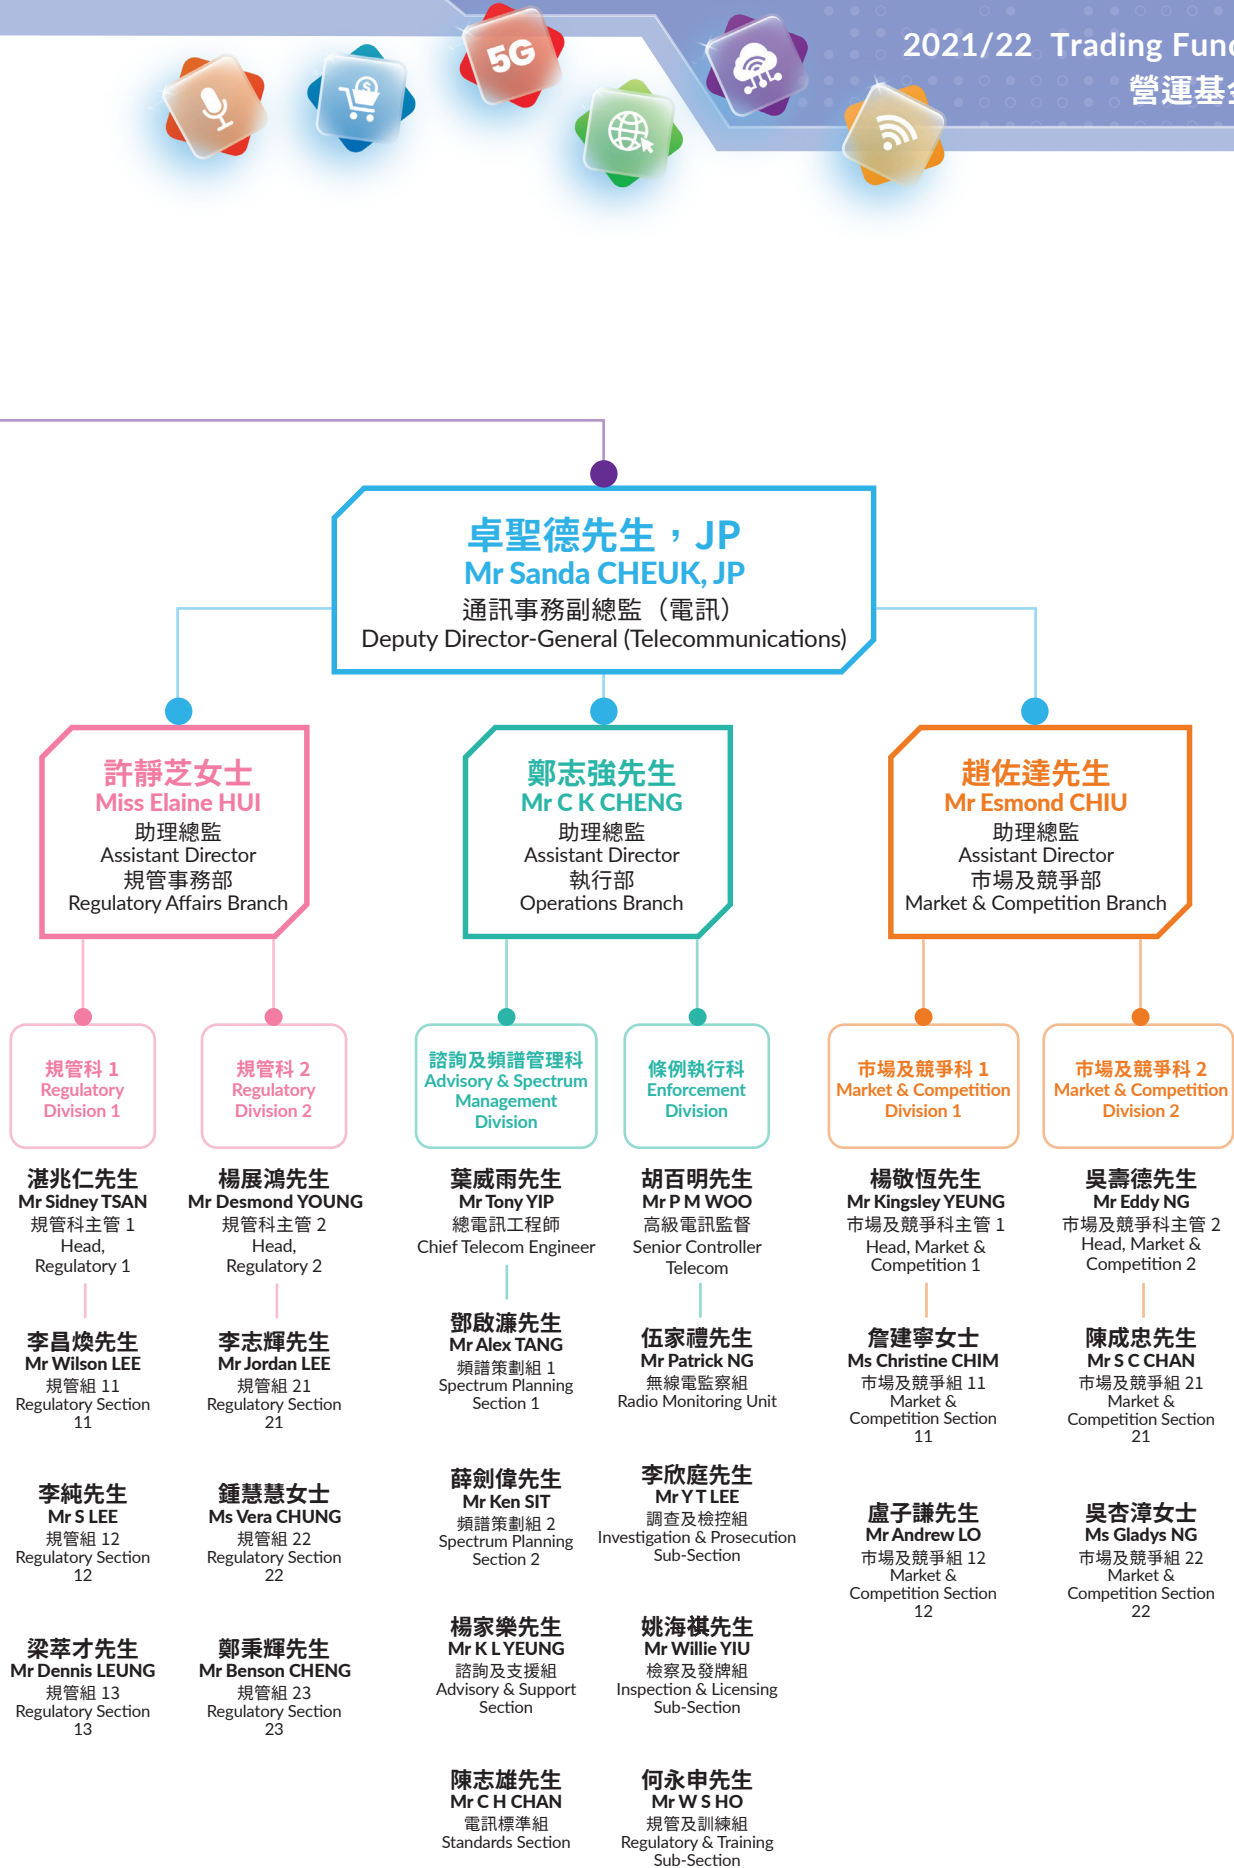 5G
2021/22 Trading Fund
營運基金
卓聖德先生，JP
Mr Sanda CHEUK, JP
通訊事務副總監（電訊）
Deputy Director-General (Telecommunications)
許靜芝女士
Miss Elaine HUI
助理總監
Assistant Director
規管事務部
Regulatory Affairs Branch
鄭志強先生
Mr C K CHENG
助理總監
Assistant Director
執行部
Operations Branch
趙佐達先生
Mr Esmond CHIU
助理總監
Assistant Director
市場及競爭部
Market & Competition Branch
規管科 1
Regulatory
Division 1
湛兆仁先生
Mr Sidney TSAN
規管科主管 1
Head,
Regulatory 1
李昌煥先生
Mr Wilson LEE
規管組 11
Regulatory Section
11
李純先生
Mr S LEE
規管組 12
Regulatory Section
12
梁萃才先生
Mr Dennis LEUNG
規管組 13
Regulatory Section
13
規管科 2
Regulatory
Division 2
楊展鴻先生
Mr Desmond YOUNG
規管科主管 2
Head,
Regulatory 2
李志輝先生
Mr Jordan LEE
規管組 21
Regulatory Section
21
鍾慧慧女士
Ms Vera CHUNG
規管組 22
Regulatory Section
22
鄭秉輝先生
Mr Benson CHENG
規管組 23
Regulatory Section
23
諮詢及頻譜管理科
Advisory & Spectrum
Management
Division
葉威雨先生
Mr Tony YIP
總電訊工程師
Chief Telecom Engineer
鄧啟濂先生
Mr Alex TANG
頻譜策劃組 1
Spectrum Planning
Section 1
薛劍偉先生
Mr Ken SIT
頻譜策劃組 2
Spectrum Planning
Section 2
楊家樂先生
Mr K L YEUNG
諮詢及支援組
Advisory & Support
Section
陳志雄先生
Mr C H CHAN
電訊標準組
Standards Section
條例執行科
Enforcement
Division
胡百明先生
Mr P M WOO
高級電訊監督
Senior Controller
Telecom
伍家禮先生
Mr Patrick NG
無線電監察組
Radio Monitoring Unit
李欣庭先生
Mr Y T LEE
調查及檢控組
Investigation & Prosecution
Sub-Section
姚海祺先生
Mr Willie YIU
檢察及發牌組
Inspection & Licensing
Sub-Section
何永申先生
Mr W S HO
規管及訓練組
Regulatory & Training
Sub-Section
市場及競爭科 1
Market & Competition
Division 1
楊敬恆先生
Mr Kingsley YEUNG
市場及競爭科主管 1
Head, Market &
Competition 1
詹建寧女士
Ms Christine CHIM
市場及競爭組 11
Market &
Competition Section
11
盧子謙先生
Mr Andrew LO
市場及競爭組 12
Market &
Competition Section
12
市場及競爭科 2
Market & Competition
Division 2
吳壽德先生
Mr Eddy NG
市場及競爭科主管 2
Head, Market &
Competition 2
陳成忠先生
Mr S C CHAN
市場及競爭組 21
Market &
Competition Section
21
吳杏漳女士
Ms Gladys NG
市場及競爭組 22
Market &
Competition Section
22